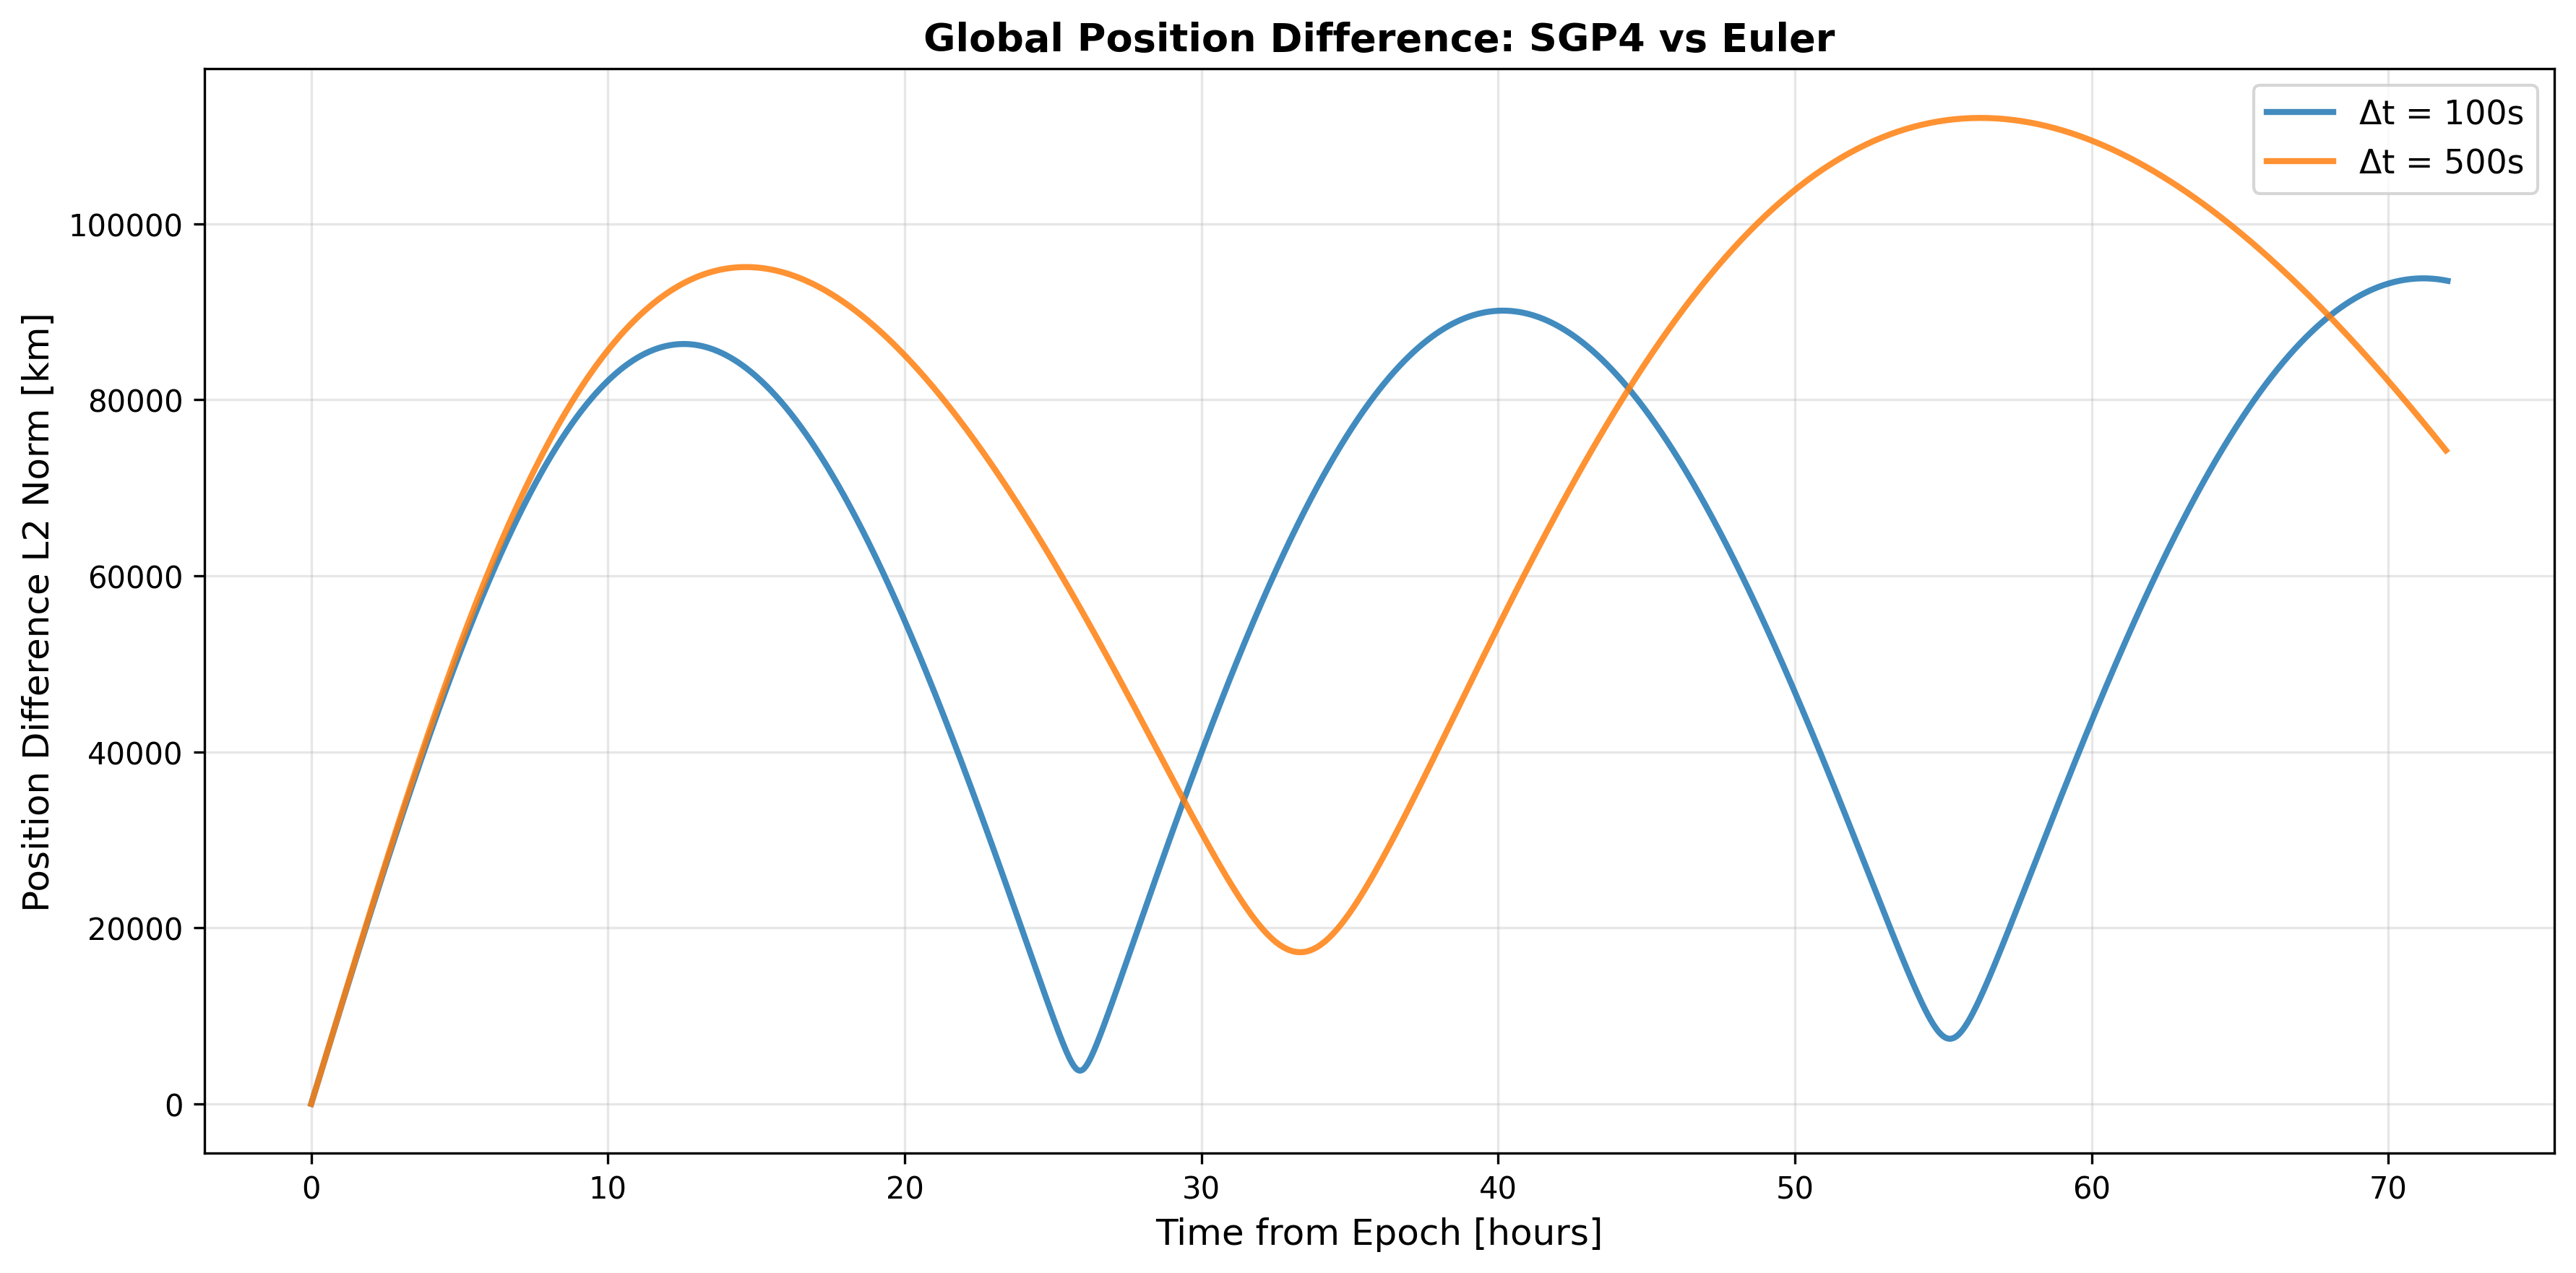 Global Position Difference: SGP4 vs Euler
Δt = 100s
Δt = 500s
Position Difference L2 Norm [km]
100000
80000
60000
40000
20000
0
0 10 20 30 40 50 60 70
Time from Epoch [hours]